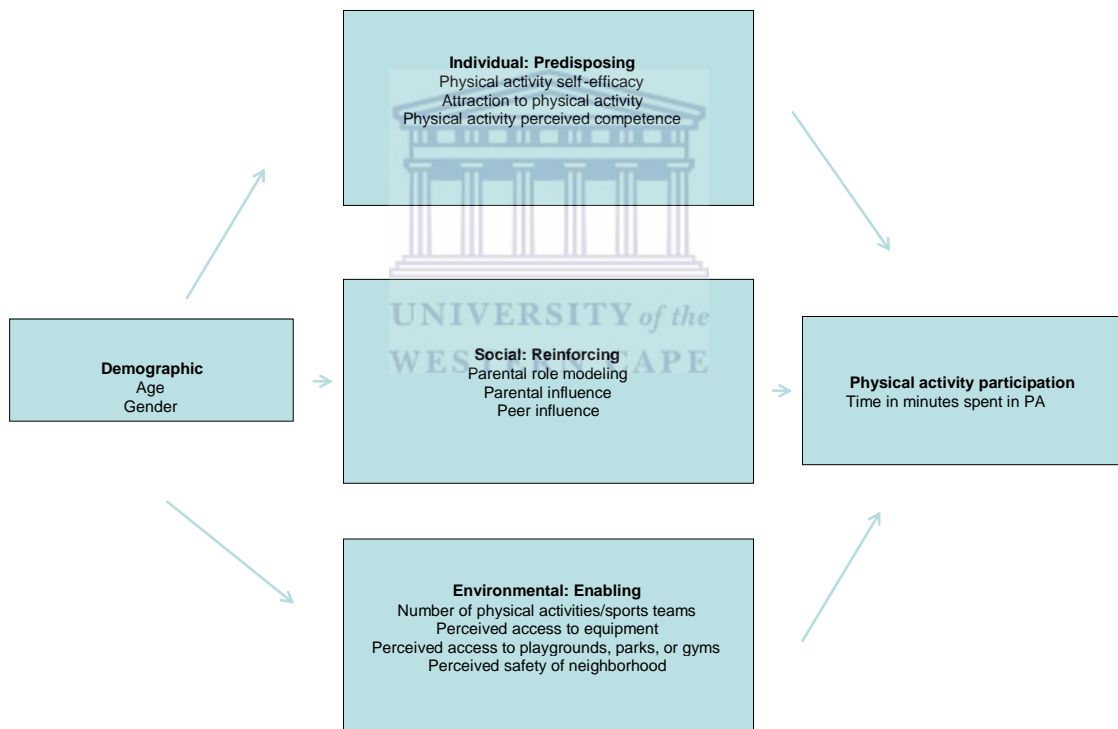 Individual: Predisposing
Physical activity self-efficacy
Attraction to physical activity
Physical activity perceived competence
UNIVERSITY of the
WESTERN CAPE
Demographic
Age
Gender
Social: Reinforcing
Parental role modeling
Parental influence
Peer influence
Physical activity participation
Time in minutes spent in PA
Environmental: Enabling
Number of physical activities/sports teams
Perceived access to equipment
Perceived access to playgrounds, parks, or gyms
Perceived safety of neighborhood